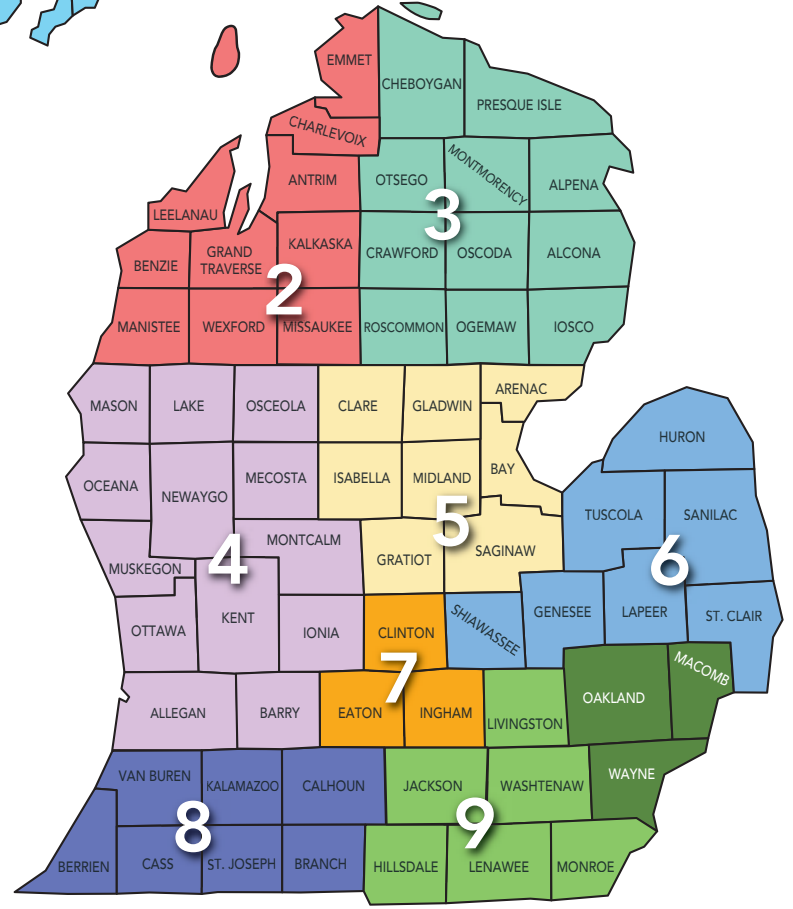 EMMET
CHEBOYGAN
PRESQUE ISLE
CHARLEVOIX
ANTRIM
OTSEGO
MONTMORENCY
ALPENA
LEELANAU
3
BENZIE
GRAND
TRAVERSE
KALKASKA
CRAWFORD
OSCODA
ALCONA
2
MANISTEE
WEXFORD
MISSAUKEE
ROSCOMMON
OGEMAW
IOSCO
MASON
LAKE
OSCEOLA
CLARE
GLADWIN
ARENAC
HURON
OCEANA
NEWAYGO
MECOSTA
ISABELLA
MIDLAND
BAY
TUSCOLA
SANILAC
5
MUSKEGON
4
MONTCALM
GRATIOT
SAGINAW
6
OTTAWA
KENT
IONIA
CLINTON
SHIAWASSEE
GENESEE
LAPEER
ST. CLAIR
7
ALLEGAN
BARRY
EATON
INGHAM
LIVINGSTON
OAKLAND
MACOMB
VAN BUREN
KALAMAZOO
CALHOUN
JACKSON
WASHTENAW
WAYNE
8
9
BERRIEN
CASS
ST. JOSEPH
BRANCH
HILLSDALE
LENAWEE
MONROE